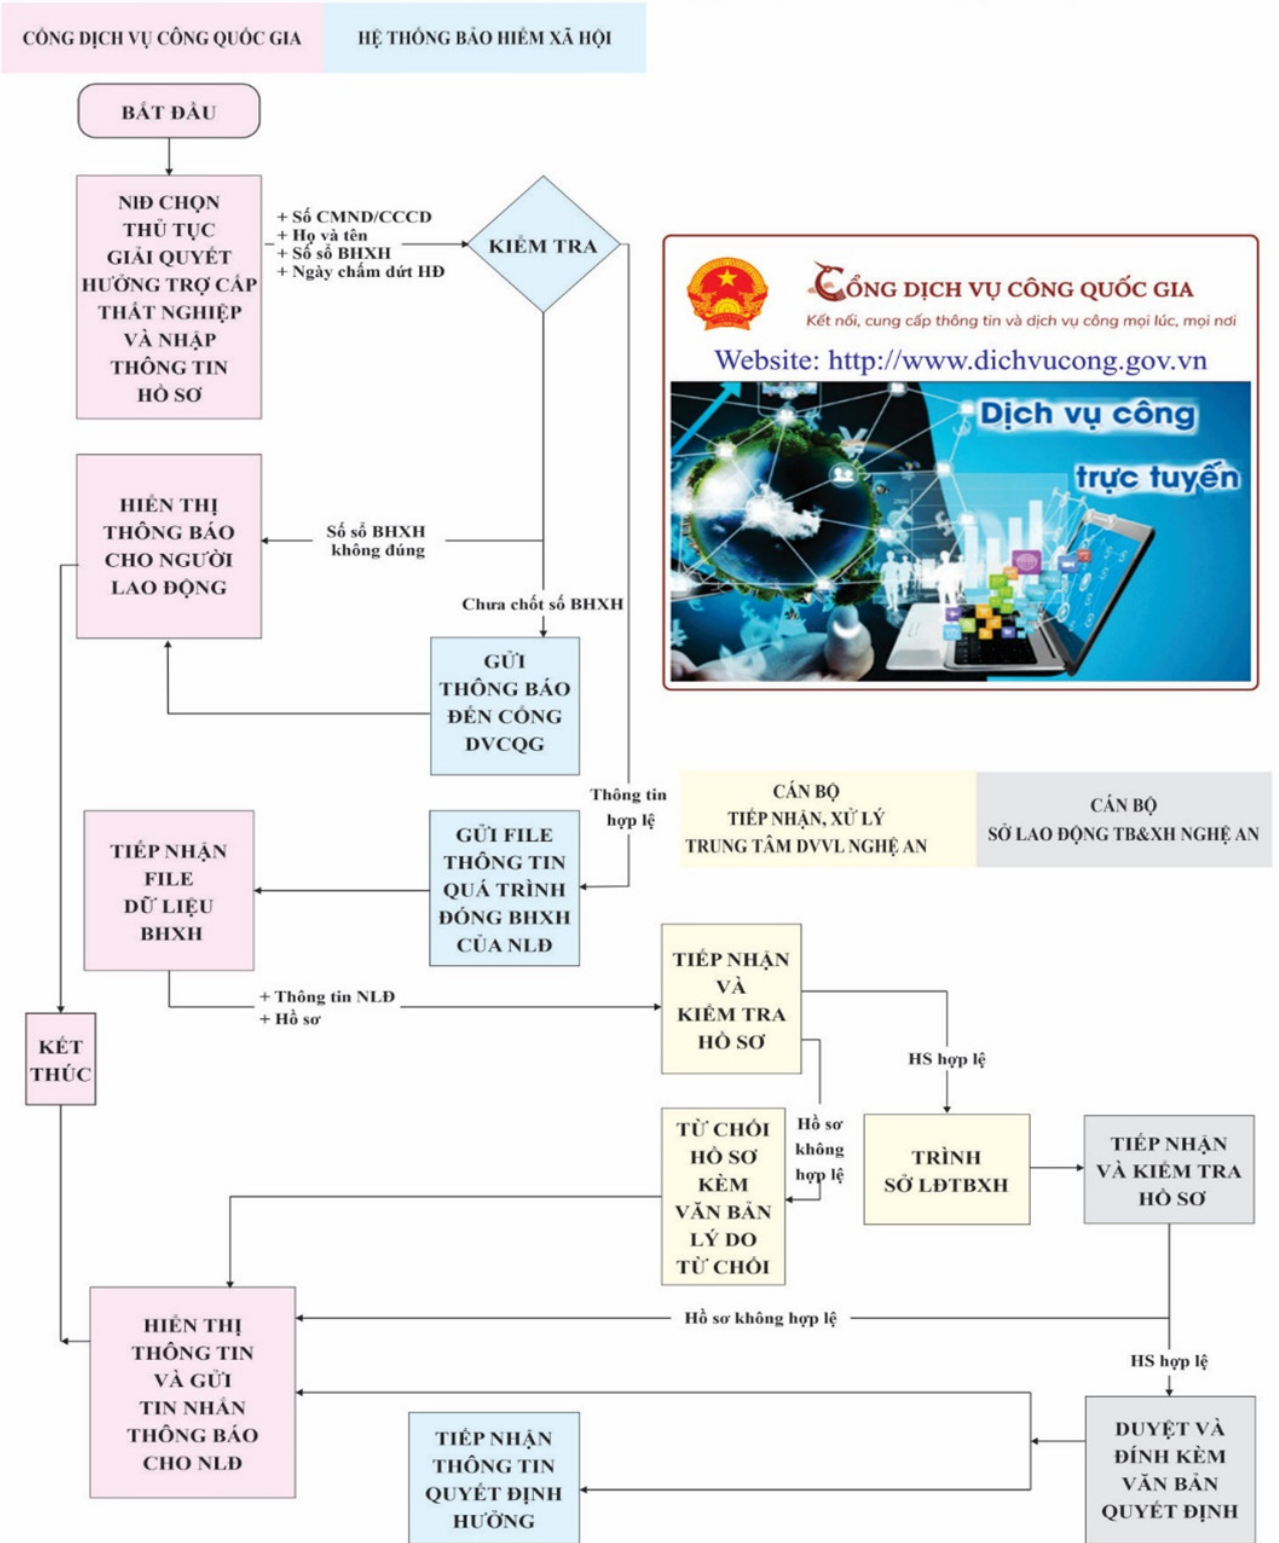 CỔNG DỊCH VỤ CÔNG QUỐC GIA
HỆ THỐNG BẢO HIỂM XÃ HỘI
BẮT ĐẦU
NlĐ CHỌN
THỦ TỤC
GIẢI QUYẾT
HƯỞNG TRỢ CẤP
THẤT NGHIỆP
VÀ NHẬP
THÔNG TIN
HỒ SƠ
+ Số CMND/CCCD
+ Họ và tên
+ Số sổ BHXH
+ Ngày chấm dứt HĐ
KIỂM TRA
CỔNG DỊCH VỤ CÔNG QUỐC GIA
Kết nối, cung cấp thông tin và dịch vụ công mọi lúc, mọi nơi
Website: http://www.dichvucong.gov.vn
Dịch vụ công
trực tuyến
HIỂN THỊ
THÔNG BÁO
CHO NGƯỜI
LAO ĐỘNG
Số sổ BHXH
không đúng
Chưa chốt sổ BHXH
GỬI
THÔNG BÁO
ĐẾN CỔNG
DVCQG
Thông tin
hợp lệ
CÁN BỘ
TIẾP NHẬN, XỬ LÝ
TRUNG TÂM DVVL NGHỆ AN
CÁN BỘ
SỞ LAO ĐỘNG TB&XH NGHỆ AN
TIẾP NHẬN
FILE
DỮ LIỆU
BHXH
GỬI FILE
THÔNG TIN
QUÁ TRÌNH
ĐÓNG BHXH
CỦA NLĐ
+ Thông tin NLĐ
+ Hồ sơ
TIẾP NHẬN
VÀ
KIỂM TRA
HỒ SƠ
KẾT
THÚC
HS hợp lệ
Hồ sơ
không
hợp lệ
TỪ CHỐI
HỒ SƠ
KÈM
VĂN BẢN
LÝ DO
TỪ CHỐI
TRÌNH
SỞ LĐTBXH
TIẾP NHẬN
VÀ KIỂM TRA
HỒ SƠ
HIỂN THỊ
THÔNG TIN
VÀ GỬI
TIN NHẮN
THÔNG BÁO
CHO NLĐ
Hồ sơ không hợp lệ
HS hợp lệ
TIẾP NHẬN
THÔNG TIN
QUYẾT ĐỊNH
HƯỞNG
DUYỆT VÀ
ĐÍNH KÈM
VĂN BẢN
QUYẾT ĐỊNH